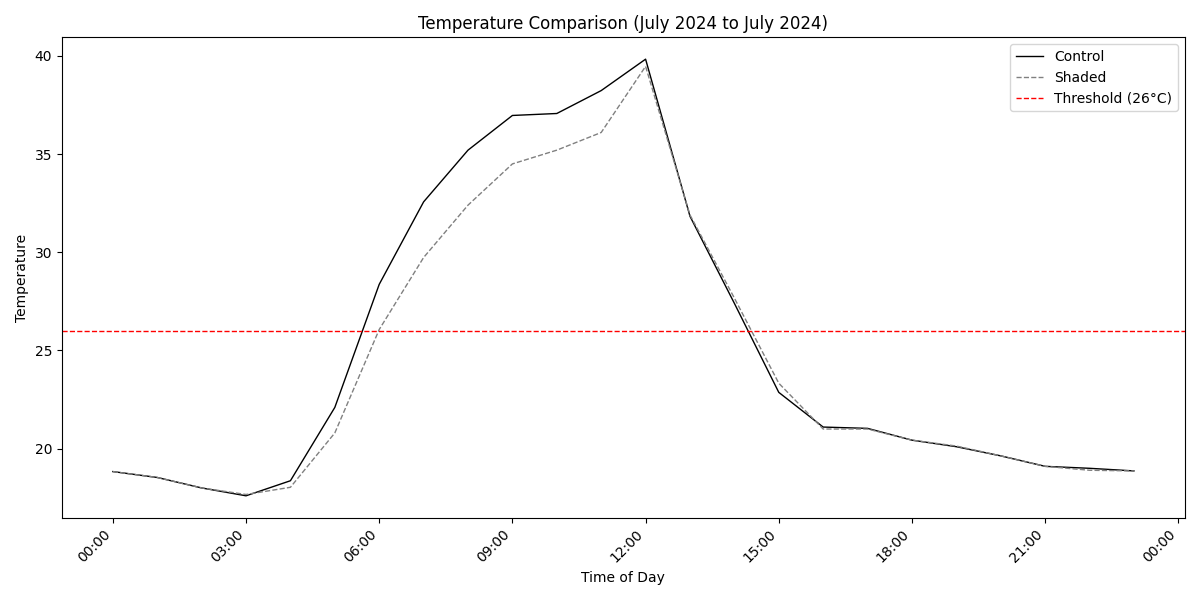 Temperature Comparison (July 2024 to July 2024)
Control
Shaded
Threshold (26°C)
Temperature
40
35
30
25
20
00:00
03:00
06:00
09:00
12:00
15:00
18:00
21:00
00:00
Time of Day